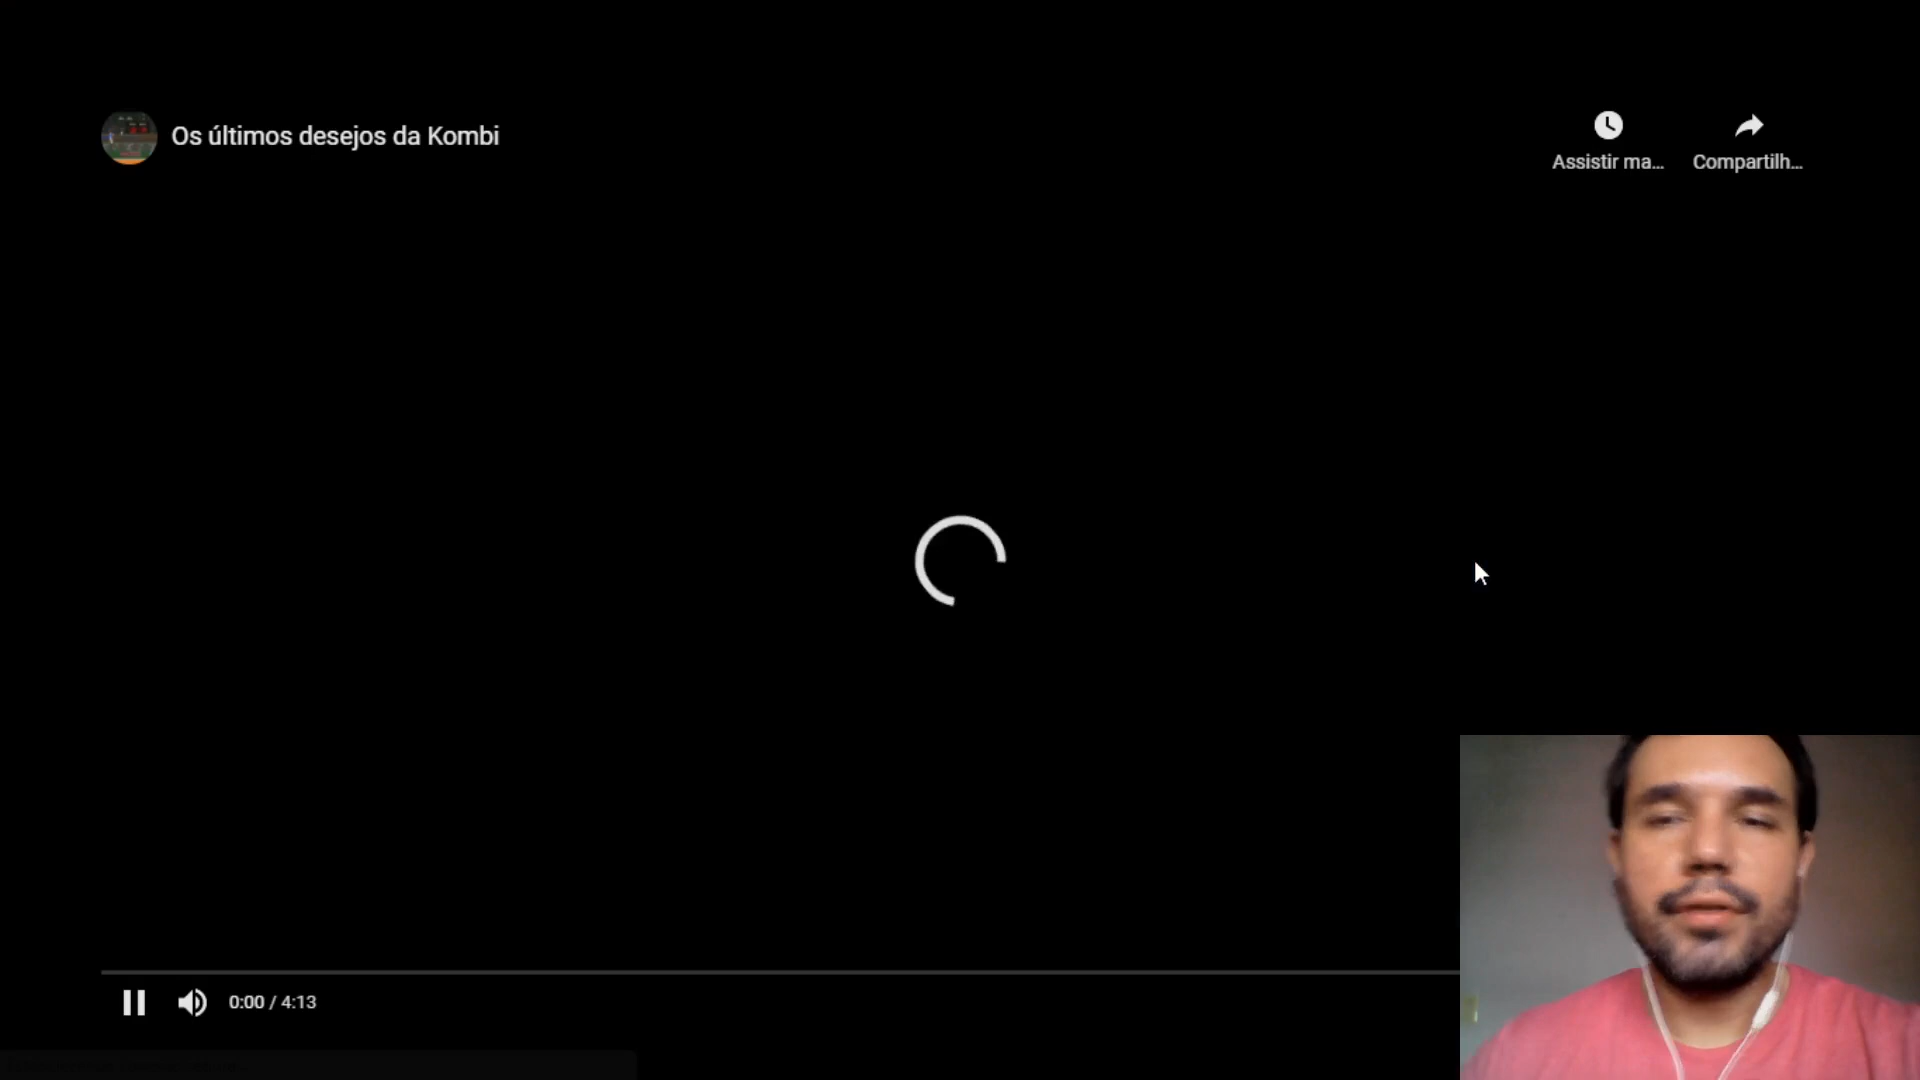 Os últimos desejos da Kombi
Assistir ma...
Compartilh...
0:00 / 4:13